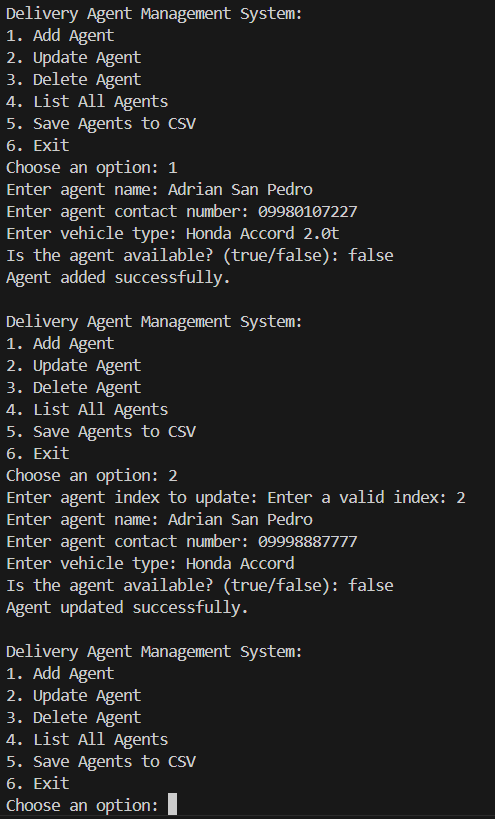 Delivery Agent Management System:
1. Add Agent
2. Update Agent
3. Delete Agent
4. List All Agents
5. Save Agents to CSV
6. Exit
Choose an option: 1
Enter agent name: Adrian San Pedro
Enter agent contact number: 09980107227
Enter vehicle type: Honda Accord 2.0t
Is the agent available? (true/false): false
Agent added successfully.

Delivery Agent Management System:
1. Add Agent
2. Update Agent
3. Delete Agent
4. List All Agents
5. Save Agents to CSV
6. Exit
Choose an option: 2
Enter agent index to update: Enter a valid index: 2
Enter agent name: Adrian San Pedro
Enter agent contact number: 09998887777
Enter vehicle type: Honda Accord
Is the agent available? (true/false): false
Agent updated successfully.

Delivery Agent Management System:
1. Add Agent
2. Update Agent
3. Delete Agent
4. List All Agents
5. Save Agents to CSV
6. Exit
Choose an option: